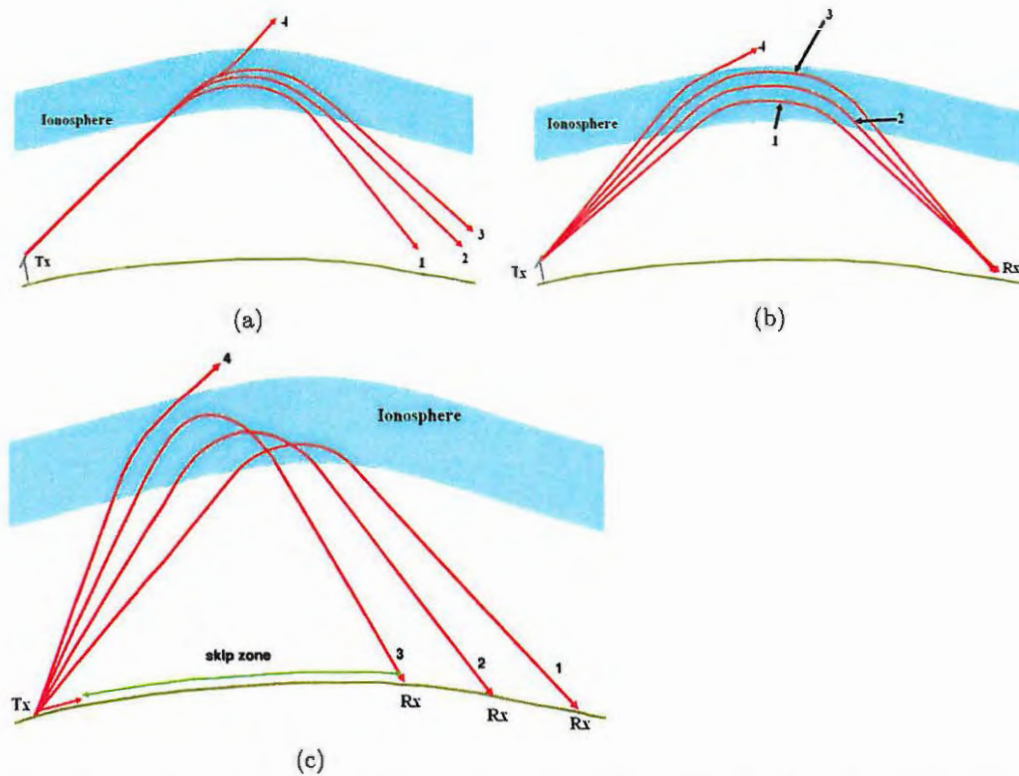 4
Ionosphere
Tx
1
2
3
(a)
4
3
Ionosphere
2
1
Tx
Rx
(b)
4
Ionosphere
skip zone
3
2
1
Tx
Rx
Rx
Rx
(c)